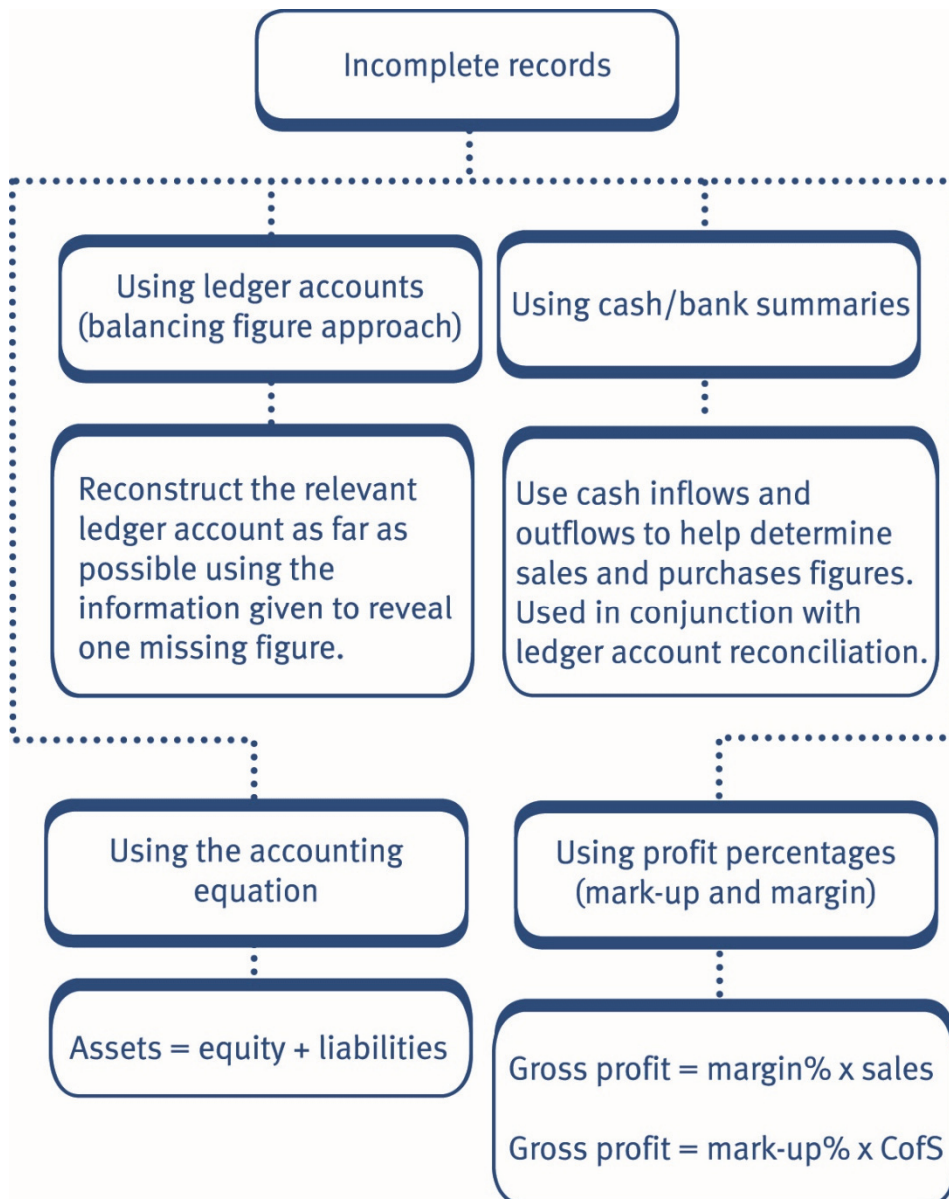 Incomplete records
Using ledger accounts
(balancing figure approach)
Using cash/bank summaries
Reconstruct the relevant
ledger account as far as
possible using the
information given to reveal
one missing figure.
Use cash inflows and
outflows to help determine
sales and purchases figures.
Used in conjunction with
ledger account reconciliation.
Using the accounting
equation
Using profit percentages
(mark-up and margin)
Assets = equity + liabilities
Gross profit = margin% x sales
Gross profit = mark-up% x CofS